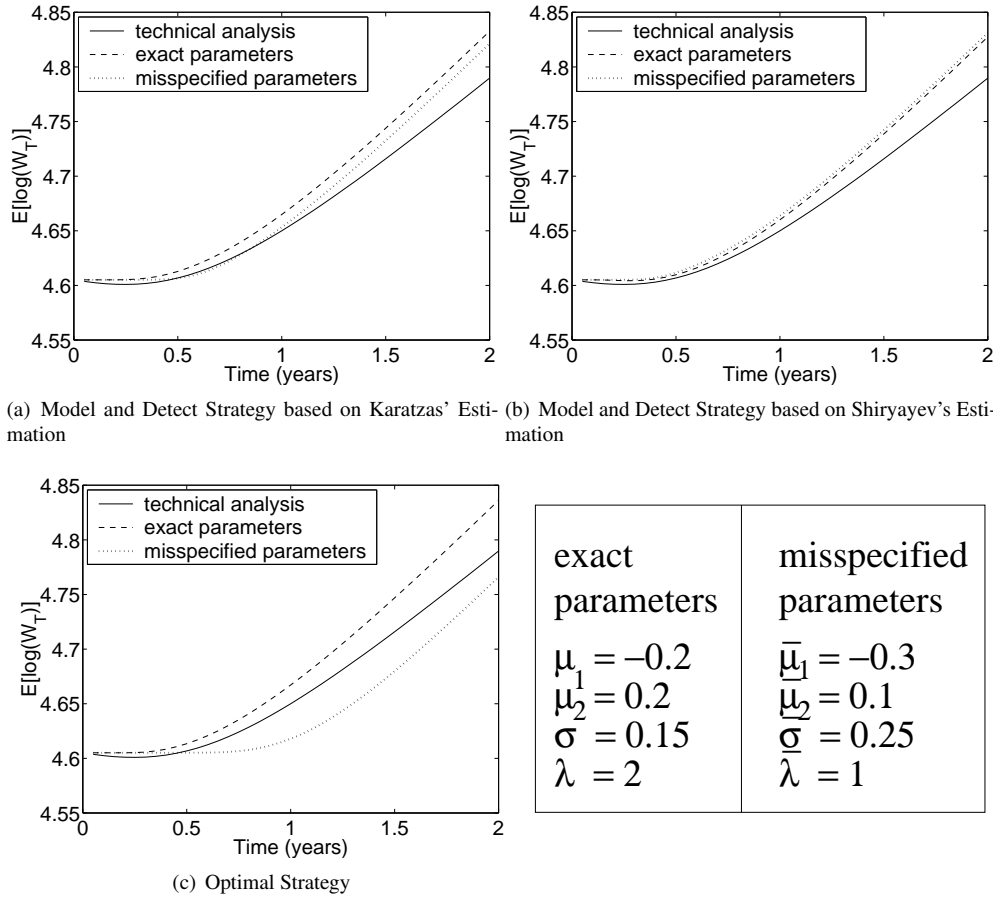 4.85
4.8
4.75
4.7
4.65
4.6
4.55
E[log(W_T)]
technical analysis
exact parameters
misspecified parameters
0 0.5 1 1.5 2
Time (years)
(a) Model and Detect Strategy based on Karatzas' Esti-
mation
4.85
4.8
4.75
4.7
4.65
4.6
4.55
E[log(W_T)]
technical analysis
exact parameters
misspecified parameters
0 0.5 1 1.5 2
Time (years)
(b) Model and Detect Strategy based on Shiryayev's Esti-
mation
4.85
4.8
4.75
4.7
4.65
4.6
4.55
E[log(W_T)]
technical analysis
exact parameters
misspecified parameters
0 0.5 1 1.5 2
Time (years)
(c) Optimal Strategy
exact
parameters
μ₁ = −0.2
μ₂ = 0.2
σ = 0.15
λ = 2
misspecified
parameters
μ̄₁ = −0.3
μ̄₂ = 0.1
σ̄ = 0.25
λ̄ = 1